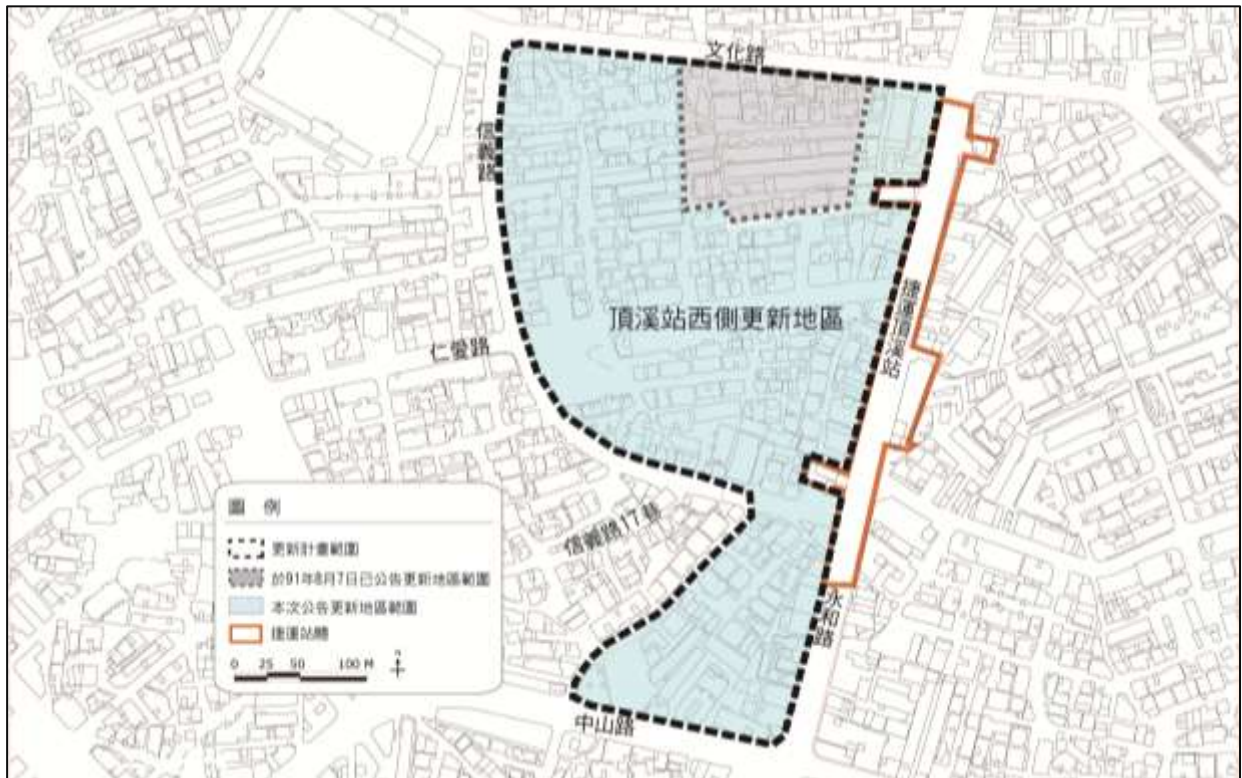 文化路
信義路
捷運頂溪站
頂溪站西側更新地區
仁愛路
信義路17巷
永和路
中山路
圖 例
更新計畫範圍
於91年8月7日已公告更新地區範圍
本次公告更新地區範圍
捷運站體
0 25 50 100 M